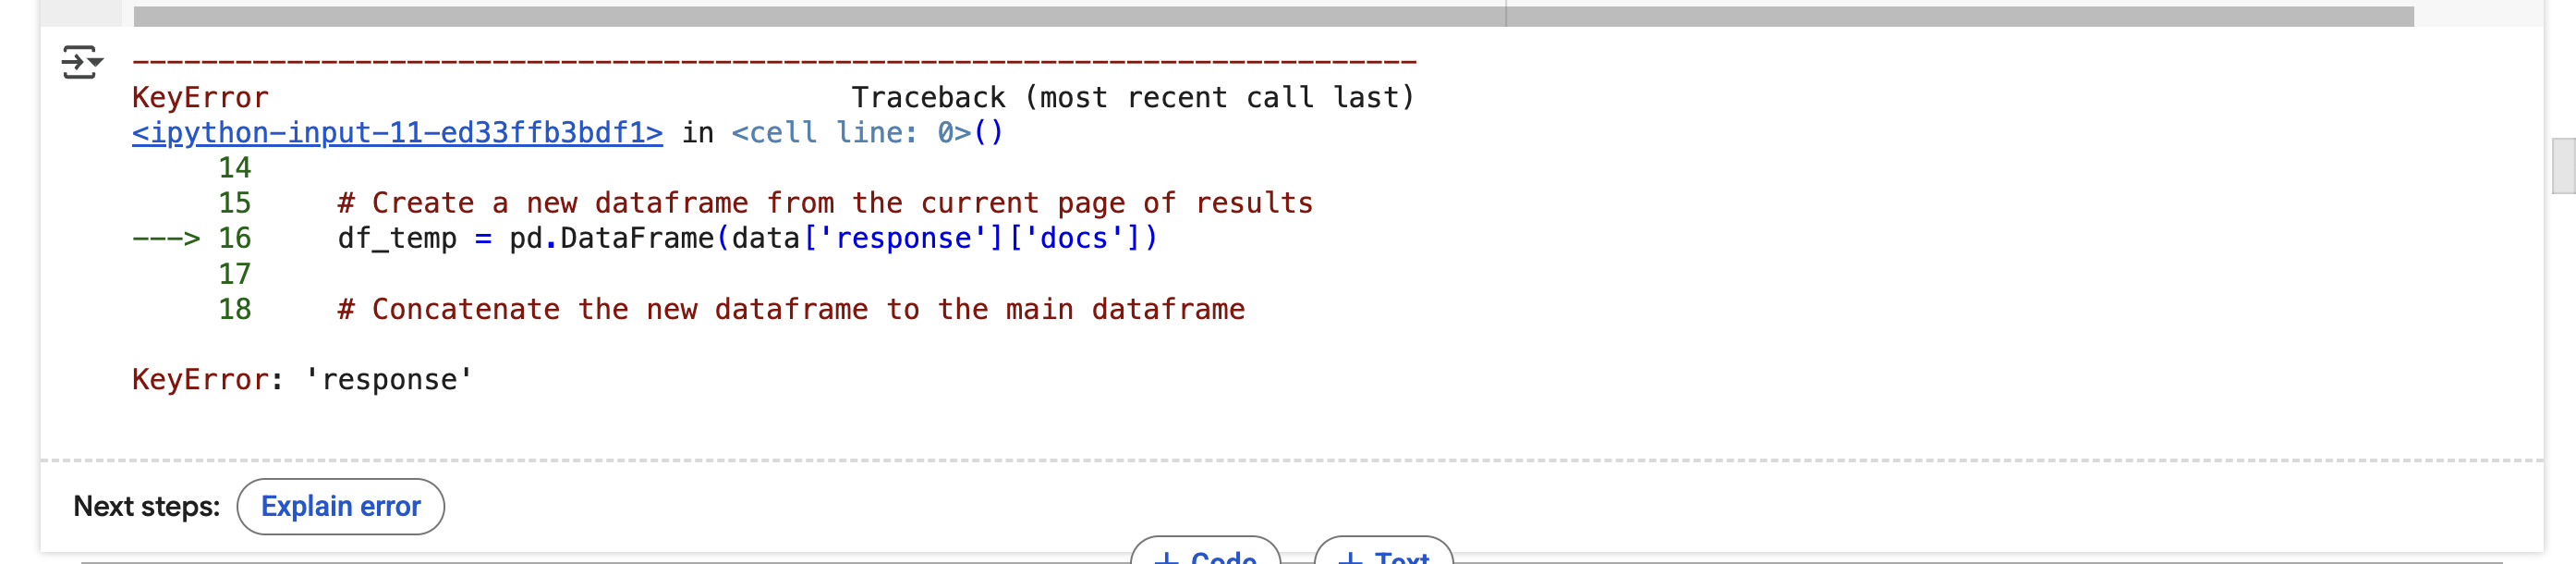 ---------------------------------------------------------------------------
KeyError                                  Traceback (most recent call last)
<ipython-input-11-ed33ffb3bdf1> in <cell line: 0>()
     14
     15     # Create a new dataframe from the current page of results
---> 16     df_temp = pd.DataFrame(data['response']['docs'])
     17
     18     # Concatenate the new dataframe to the main dataframe
KeyError: 'response'
Next steps: Explain error
+ Code + Text